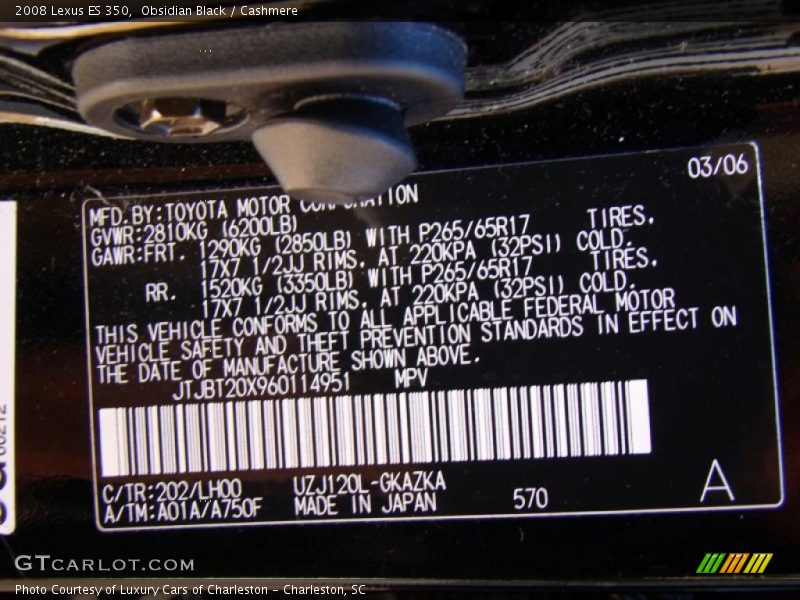 2008 Lexus ES 350,  Obsidian Black / Cashmere
03/06
MFD.BY:TOYOTA MOTOR CORPORATION
GVWR:2810KG (6200LB)
GAWR:FRT. 1290KG (2850LB) WITH P265/65R17 TIRES,
17X7 1/2JJ RIMS, AT 220KPA (32PSI) COLD.
RR. 1520KG (3350LB) WITH P265/65R17 TIRES,
17X7 1/2JJ RIMS, AT 220KPA (32PSI) COLD.
THIS VEHICLE CONFORMS TO ALL APPLICABLE FEDERAL MOTOR
VEHICLE SAFETY AND THEFT PREVENTION STANDARDS IN EFFECT ON
THE DATE OF MANUFACTURE SHOWN ABOVE.
JTJBT20X960114951 MPV
C/TR:202/LH00 UZJ120L-GKAZKA
A/TM:A01A/A750F MADE IN JAPAN 570 A
GTCARLOT.COM
Photo Courtesy of Luxury Cars of Charleston - Charleston, SC